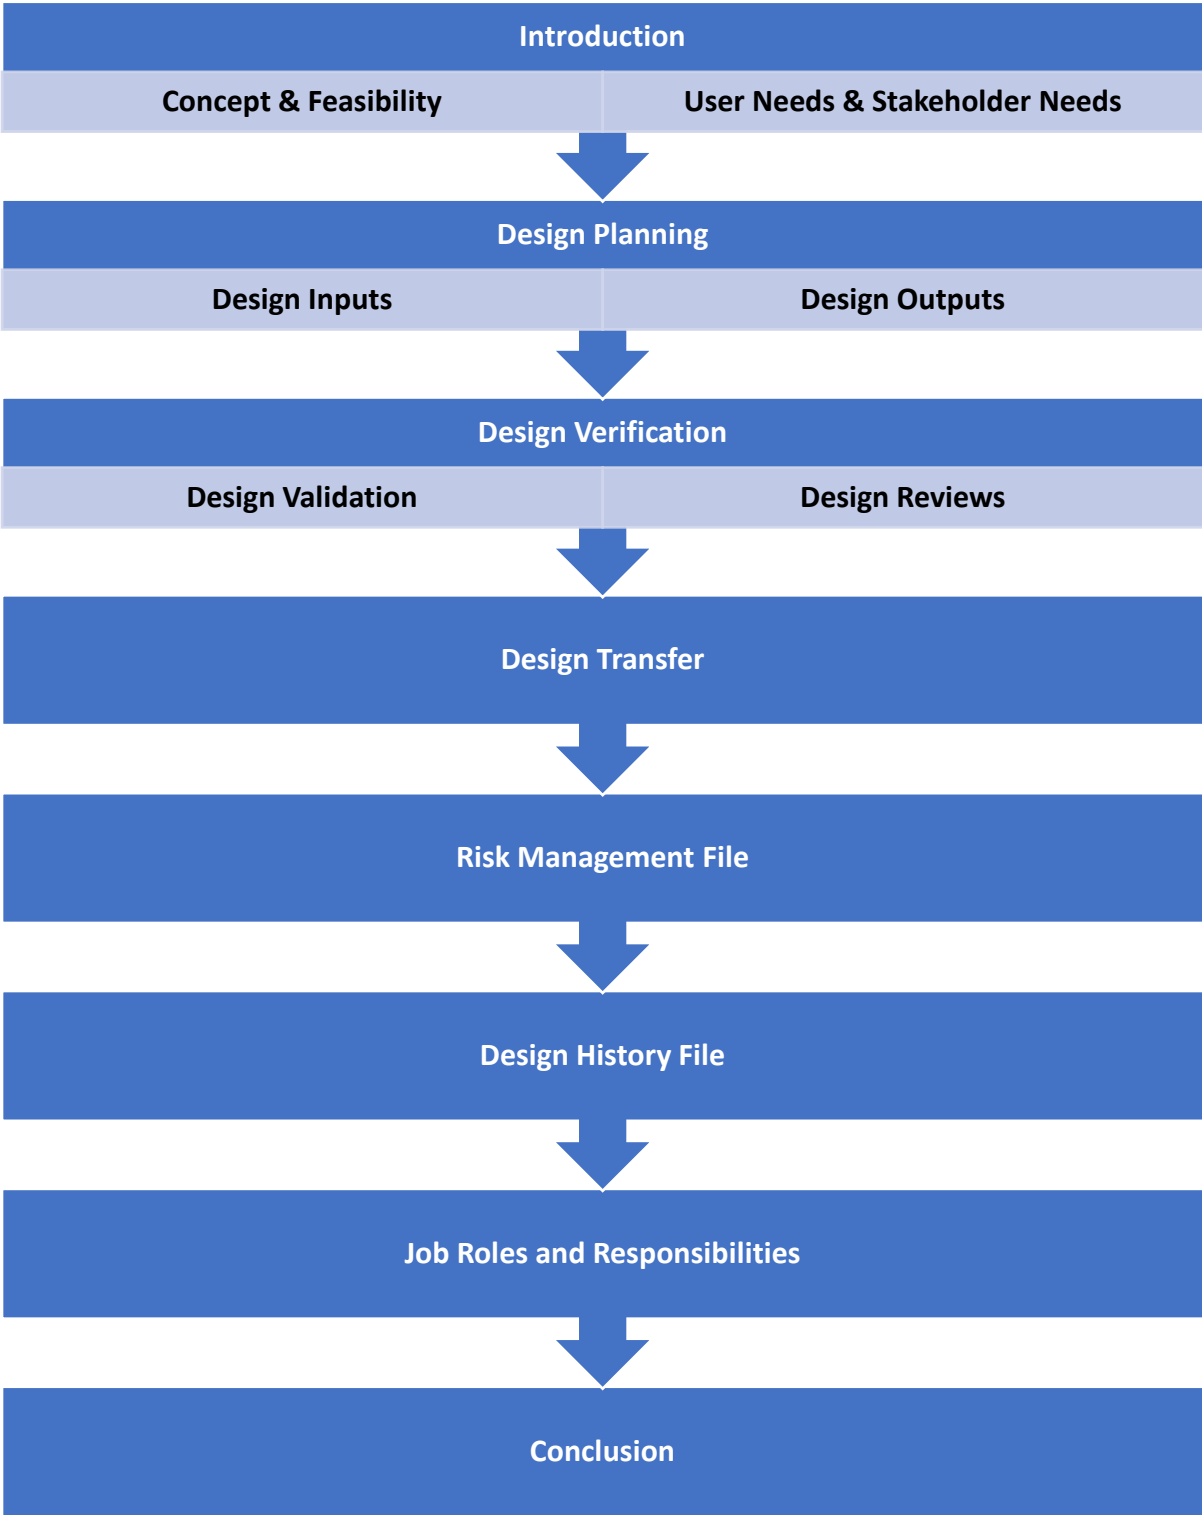 Introduction
Concept & Feasibility
User Needs & Stakeholder Needs
Design Planning
Design Inputs
Design Outputs
Design Verification
Design Validation
Design Reviews
Design Transfer
Risk Management File
Design History File
Job Roles and Responsibilities
Conclusion